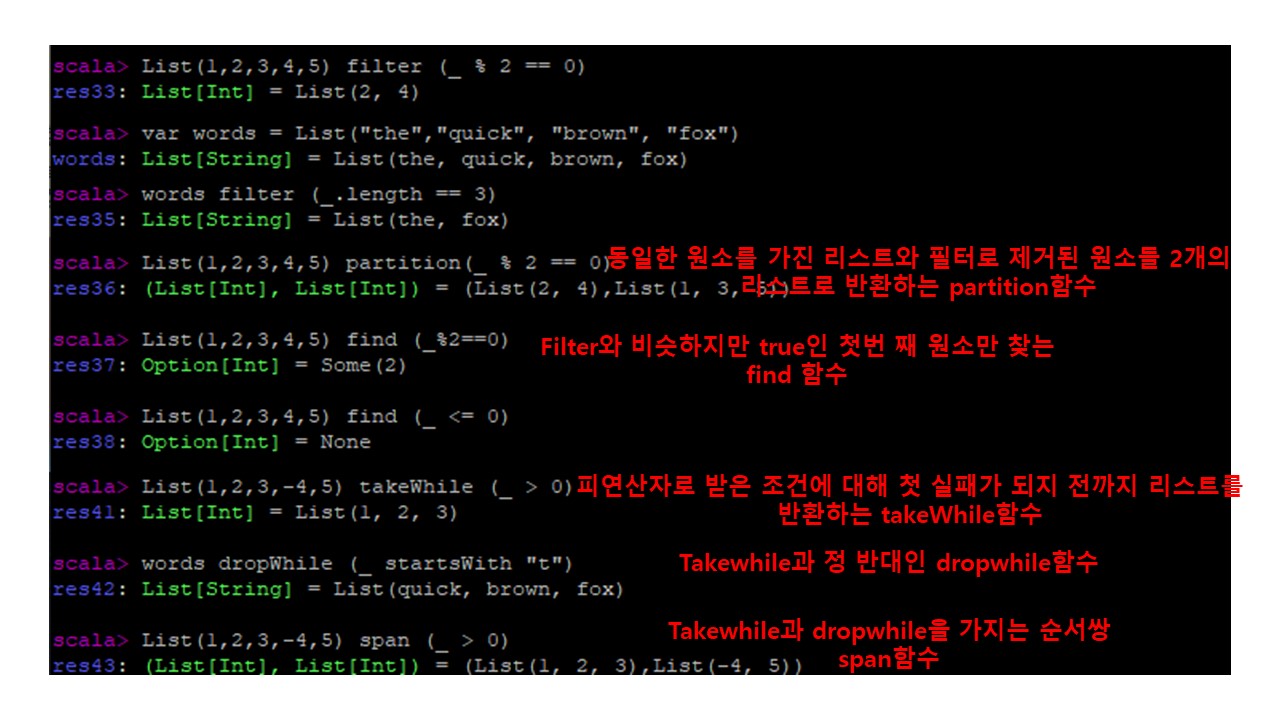 scala> List(1,2,3,4,5) filter (_ % 2 == 0)
res33: List[Int] = List(2, 4)
scala> var words = List("the","quick", "brown", "fox")
words: List[String] = List(the, quick, brown, fox)
scala> words filter (_.length == 3)
res35: List[String] = List(the, fox)
scala> List(1,2,3,4,5) partition(_ % 2 == 0)
동일한 원소를 가진 리스트와 필터로 제거된 원소들 2개의
res36: (List[Int], List[Int]) = (List(2, 4),List(1, 3, 5))
리스트로 반환하는 partition함수
scala> List(1,2,3,4,5) find (_%2==0)
Filter와 비슷하지만 true인 첫번 째 원소만 찾는
res37: Option[Int] = Some(2)
find 함수
scala> List(1,2,3,4,5) find (_ <= 0)
res38: Option[Int] = None
scala> List(1,2,3,-4,5) takeWhile (_ > 0)
피연산자로 받은 조건에 대해 첫 실패가 되지 전까지 리스트를
res41: List[Int] = List(1, 2, 3)
반환하는 takeWhile함수
scala> words dropWhile (_ startsWith "t")
Takewhile과 정 반대인 dropwhile함수
res42: List[String] = List(quick, brown, fox)
scala> List(1,2,3,-4,5) span (_ > 0)
Takewhile과 dropwhile을 가지는 순서쌍
res43: (List[Int], List[Int]) = (List(1, 2, 3),List(-4, 5))
span함수